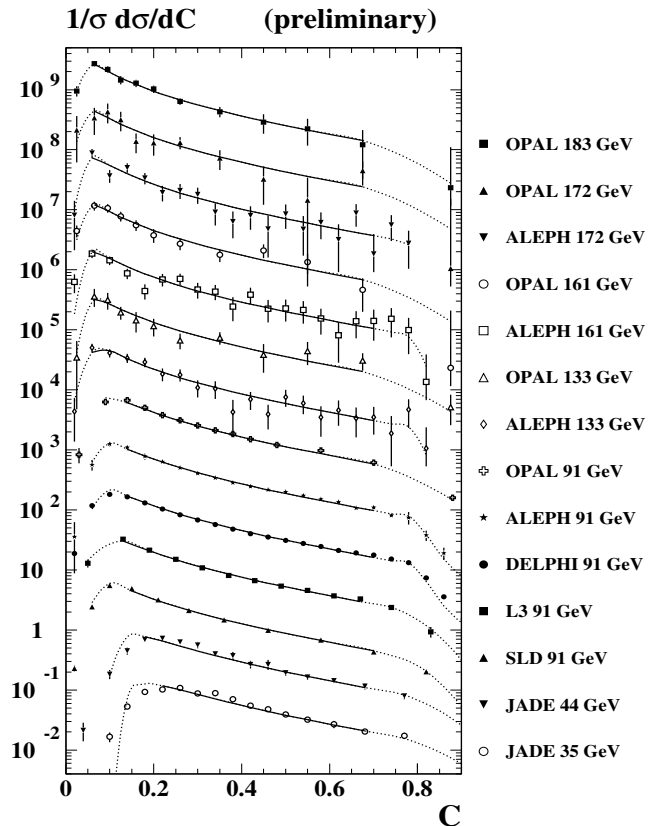 1/σ dσ/dC (preliminary)
10 9
10 8
10 7
10 6
10 5
10 4
10 3
10 2
10
1
10 -1
10 -2
0 0.2 0.4 0.6 0.8
C
OPAL 183 GeV
OPAL 172 GeV
ALEPH 172 GeV
OPAL 161 GeV
ALEPH 161 GeV
OPAL 133 GeV
ALEPH 133 GeV
OPAL 91 GeV
ALEPH 91 GeV
DELPHI 91 GeV
L3 91 GeV
SLD 91 GeV
JADE 44 GeV
JADE 35 GeV